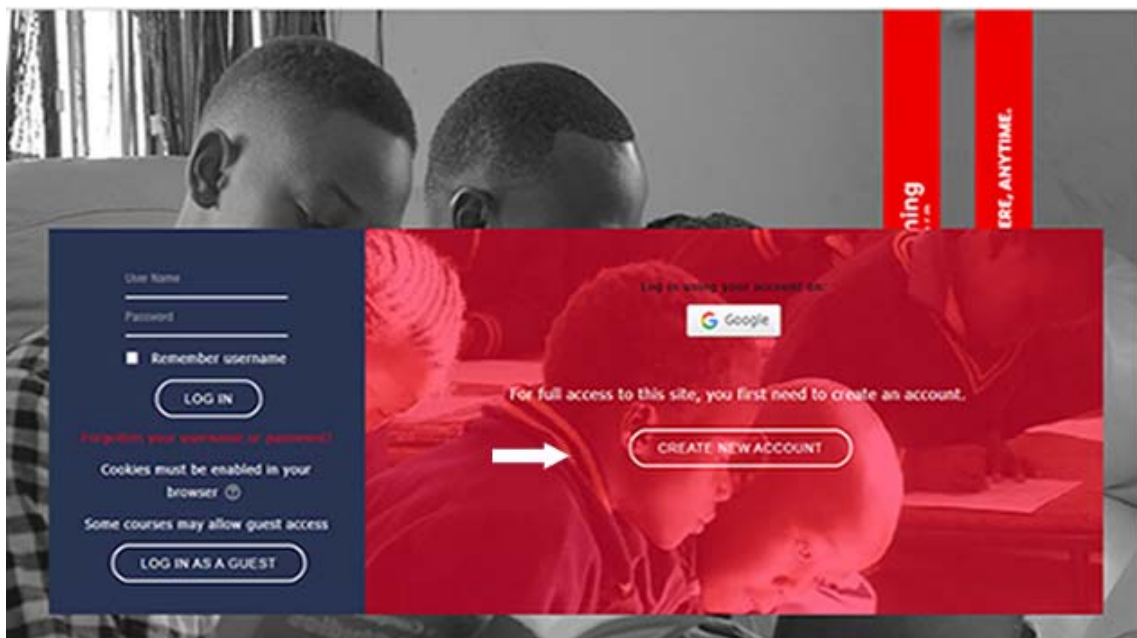 ning
ERE, ANYTIME.
User Name
Password
Remember username
LOG IN
Forgotten your username or password?
Cookies must be enabled in your
browser
Some courses may allow guest access
LOG IN AS A GUEST
Log in using your account on:
Google
For full access to this site, you first need to create an account.
CREATE NEW ACCOUNT